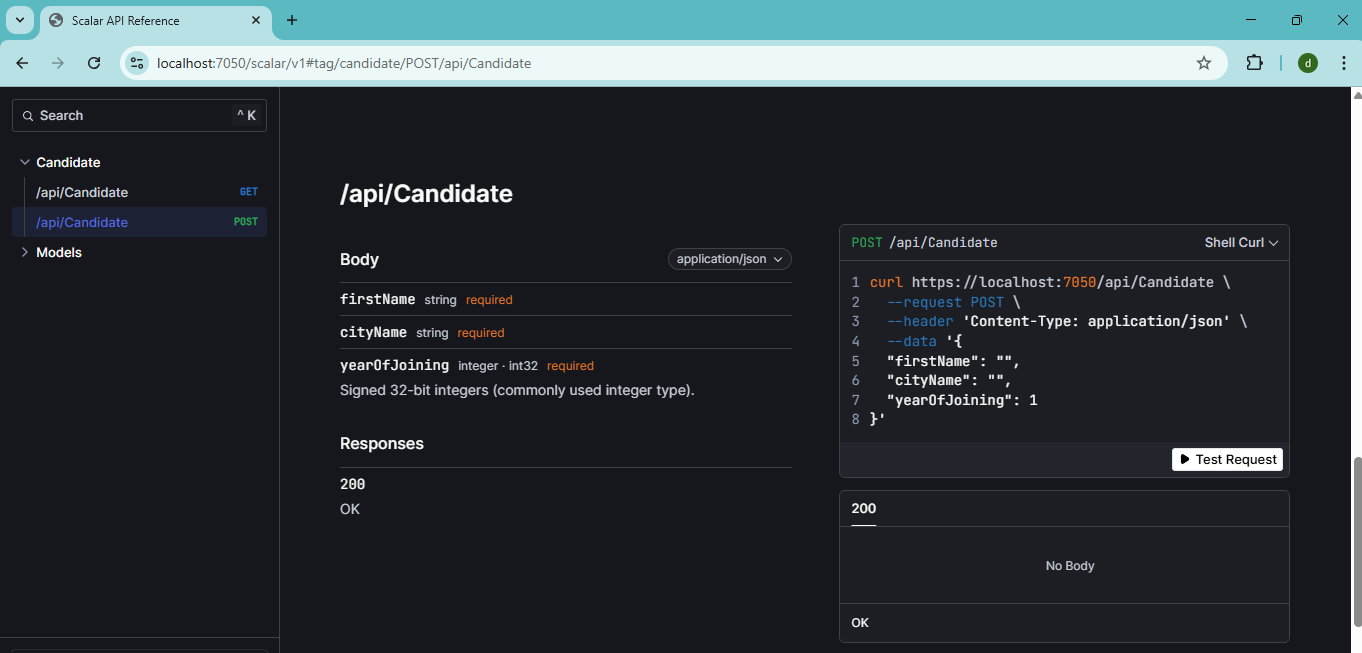 Scalar API Reference
localhost:7050/scalar/v1#tag/candidate/POST/api/Candidate
d
Search ^ K
Candidate
/api/Candidate GET
/api/Candidate POST
Models
/api/Candidate
Body application/json
firstName string required
cityName string required
yearOfJoining integer · int32 required
Signed 32-bit integers (commonly used integer type).
Responses
200
OK
POST /api/Candidate Shell Curl
1 curl https://localhost:7050/api/Candidate \
2 --request POST \
3 --header 'Content-Type: application/json' \
4 --data '{
5 "firstName": "",
6 "cityName": "",
7 "yearOfJoining": 1
8 }'
Test Request
200
No Body
OK